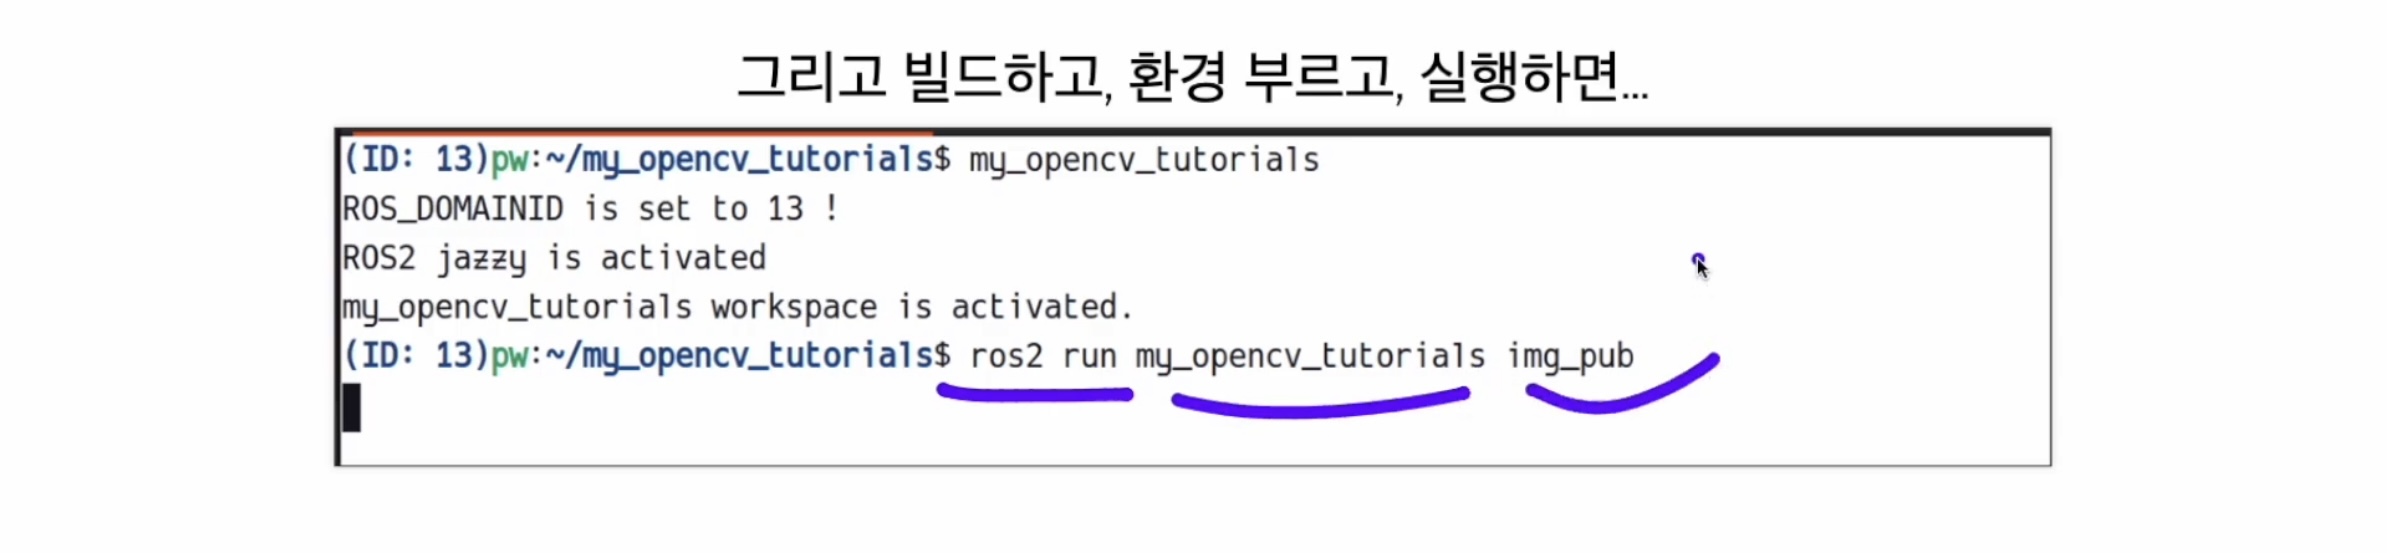 그리고 빌드하고, 환경 부르고, 실행하면...
(ID: 13)pw:~/my_opencv_tutorials$ my_opencv_tutorials
ROS_DOMAINID is set to 13 !
ROS2 jazzy is activated
my_opencv_tutorials workspace is activated.
(ID: 13)pw:~/my_opencv_tutorials$ ros2 run my_opencv_tutorials img_pub